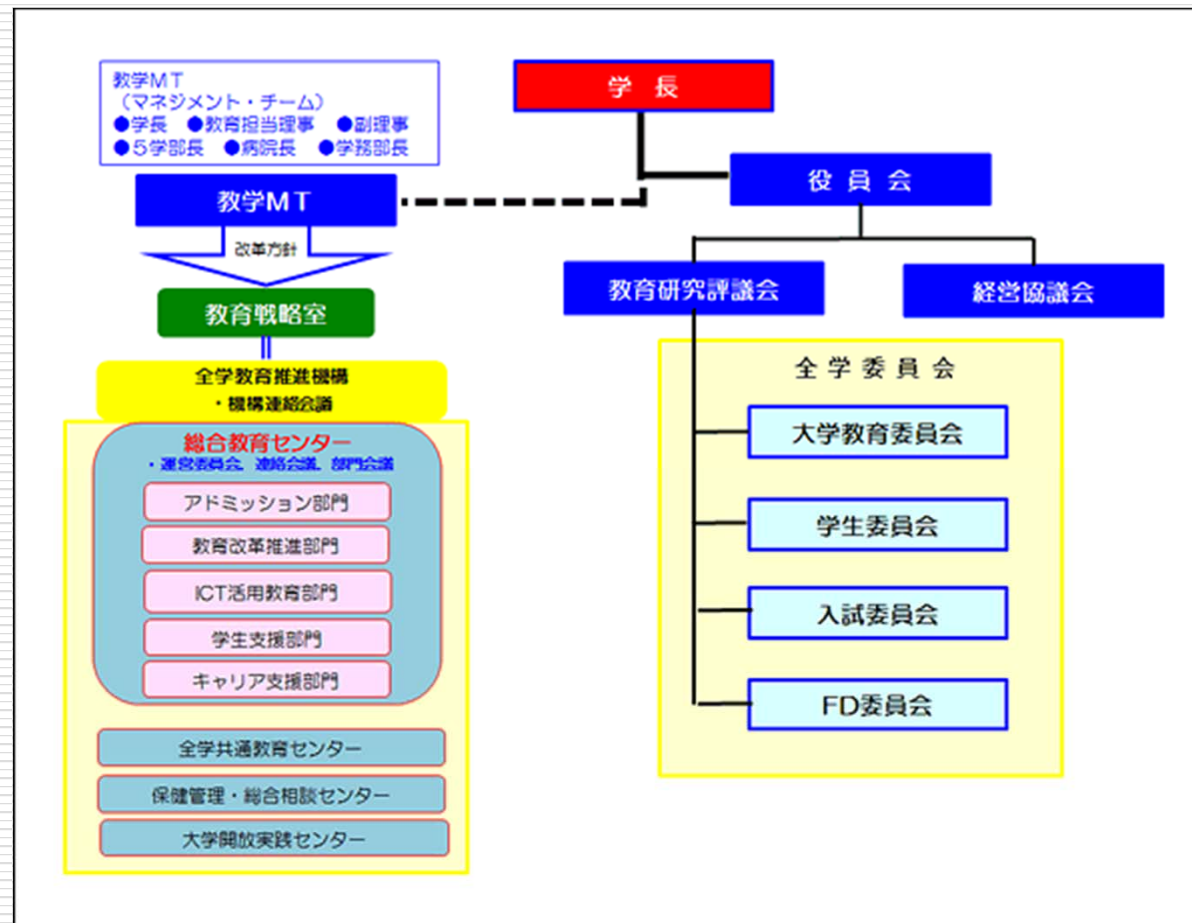 教学MT
（マネジメント・チーム）
●学長 ●教育担当理事 ●副理事
●5学部長 ●病院長 ●学務部長
教学MT
改革方針
教育戦略室
全学教育推進機構
・機構連絡会議
総合教育センター
・運営委員会、連絡会議、部門会議
アドミッション部門
教育改革推進部門
ICT活用教育部門
学生支援部門
キャリア支援部門
全学共通教育センター
保健管理・総合相談センター
大学開放実践センター
学 長
役 員 会
教育研究評議会
経営協議会
全 学 委 員 会
大学教育委員会
学生委員会
入試委員会
FD委員会